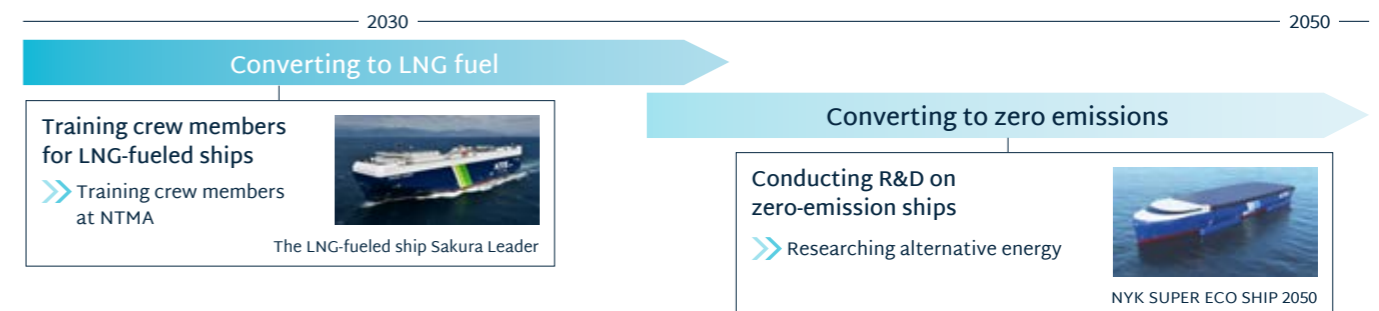 2030
2050
Converting to LNG fuel
Converting to zero emissions
Training crew members
for LNG-fueled ships
Training crew members
at NTMA
The LNG-fueled ship Sakura Leader
Conducting R&D on
zero-emission ships
Researching alternative energy
NYK SUPER ECO SHIP 2050